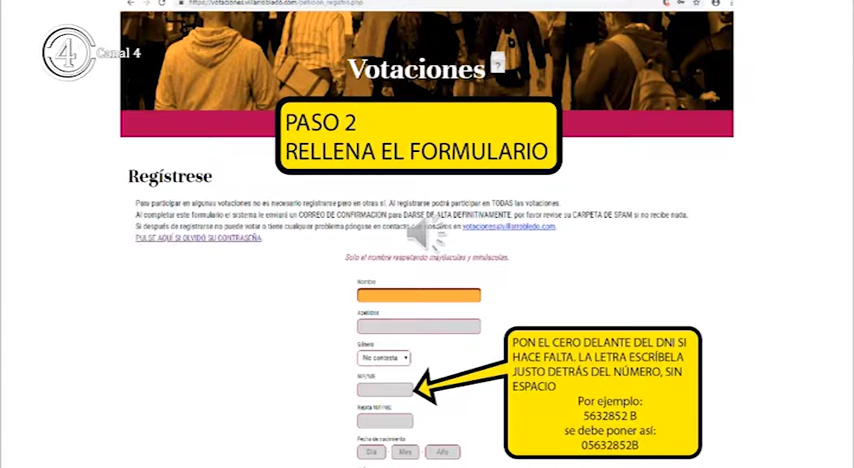 https://votaciones.villarrobledo.com/peticion_registro.php
4 Canal 4
Votaciones ?
PASO 2
RELLENA EL FORMULARIO
Regístrese
Para participar en algunas votaciones no es necesario registrarse pero en otras sí. Al registrarse podrá participar en TODAS las votaciones.
Al completar este formulario el sistema le enviará un CORREO DE CONFIRMACION para DARSE DE ALTA DEFINITIVAMENTE, por favor revise su CARPETA DE SPAM si no recibe nada.
Si después de registrarse no puede votar o tiene cualquier problema póngase en contacto con nosotros en votaciones@villarrobledo.com.
PULSE AQUÍ SI OLVIDO SU CONTRASEÑA.
Solo el nombre respetando mayúsculas y minúsculas.
Nombre
Apellidos
Género
No contesta
NIF/NIE
PON EL CERO DELANTE DEL DNI SI
HACE FALTA. LA LETRA ESCRÍBELA
JUSTO DETRÁS DEL NÚMERO, SIN
ESPACIO
Por ejemplo:
5632852 B
se debe poner así:
05632852B
Repita NIF/NIE
Fecha de nacimiento
Día - Mes - Año